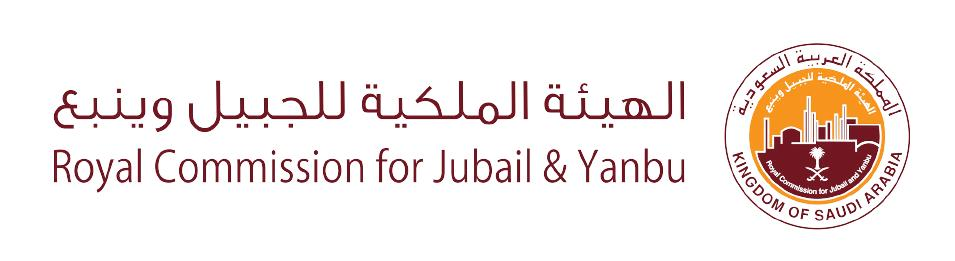 الهيئة الملكية للجبيل وينبع
Royal Commission for Jubail & Yanbu
المملكة العربية السعودية
الهيئة الملكية للجبيل وينبع
Royal Commission for Jubail and Yanbu
KINGDOM OF SAUDI ARABIA